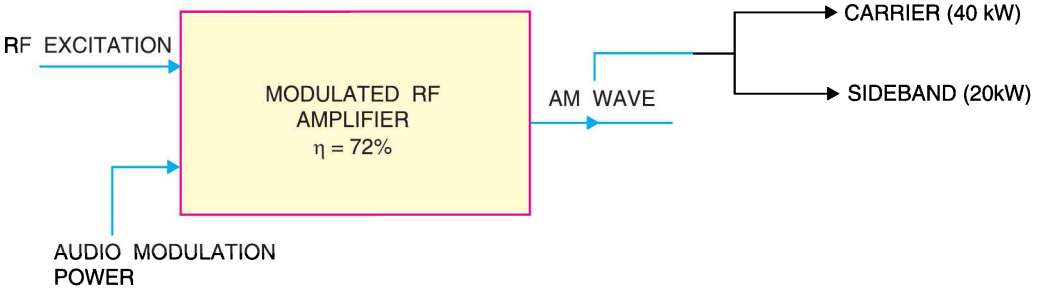 CARRIER (40 kW)
RF EXCITATION
MODULATED RF
AMPLIFIER
η = 72%
AM WAVE
SIDEBAND (20kW)
AUDIO MODULATION
POWER